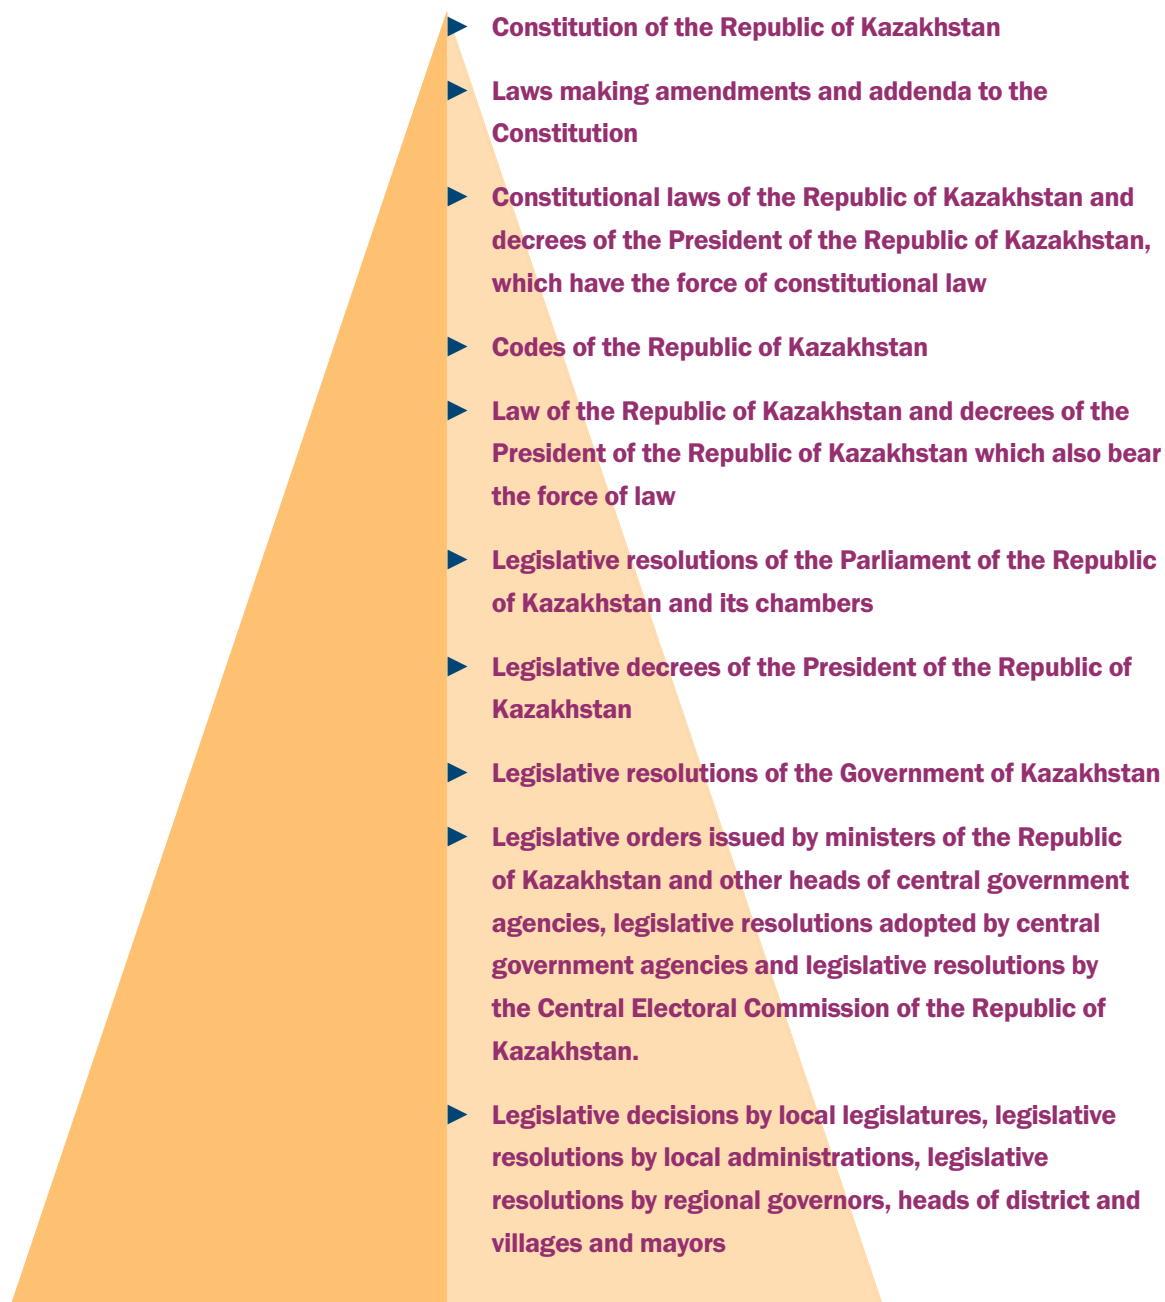 Constitution of the Republic of Kazakhstan
Laws making amendments and addenda to the
Constitution
Constitutional laws of the Republic of Kazakhstan and
decrees of the President of the Republic of Kazakhstan,
which have the force of constitutional law
Codes of the Republic of Kazakhstan
Law of the Republic of Kazakhstan and decrees of the
President of the Republic of Kazakhstan which also bear
the force of law
Legislative resolutions of the Parliament of the Republic
of Kazakhstan and its chambers
Legislative decrees of the President of the Republic of
Kazakhstan
Legislative resolutions of the Government of Kazakhstan
Legislative orders issued by ministers of the Republic
of Kazakhstan and other heads of central government
agencies, legislative resolutions adopted by central
government agencies and legislative resolutions by
the Central Electoral Commission of the Republic of
Kazakhstan.
Legislative decisions by local legislatures, legislative
resolutions by local administrations, legislative
resolutions by regional governors, heads of district and
villages and mayors